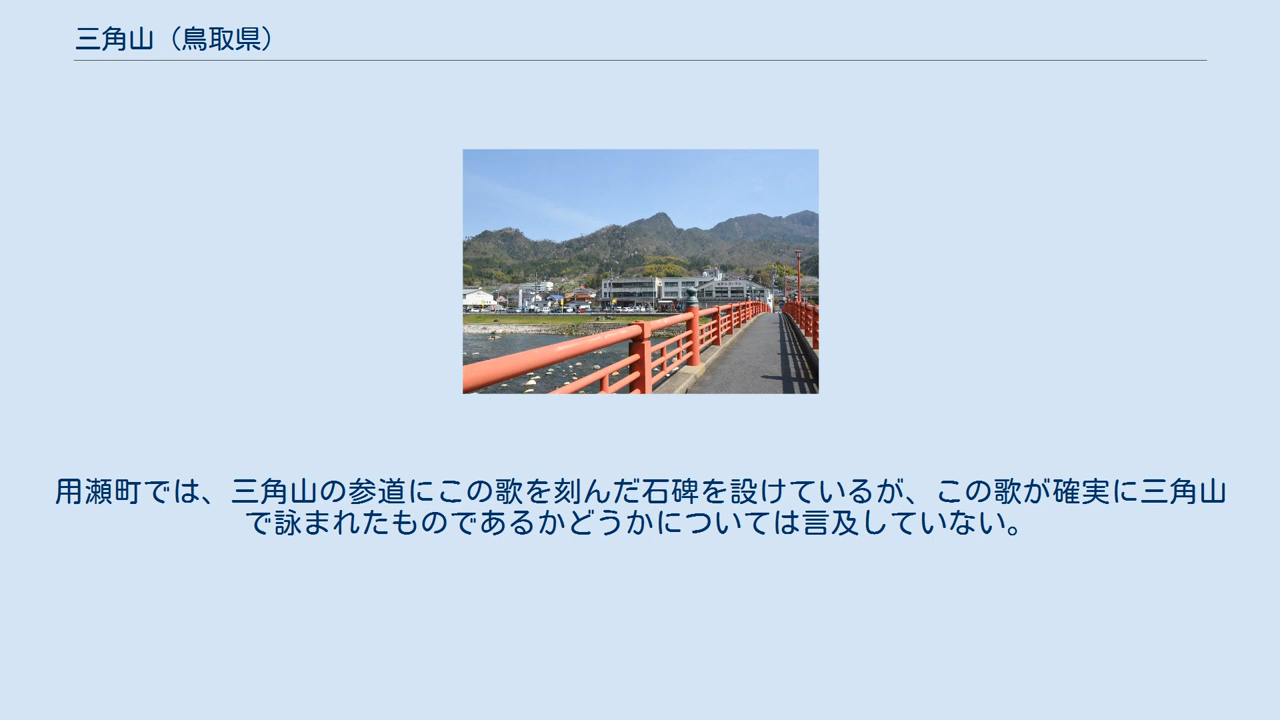 三角山（鳥取県）
用瀬町では、三角山の参道にこの歌を刻んだ石碑を設けているが、この歌が確実に三角山
で詠まれたものであるかどうかについては言及していない。